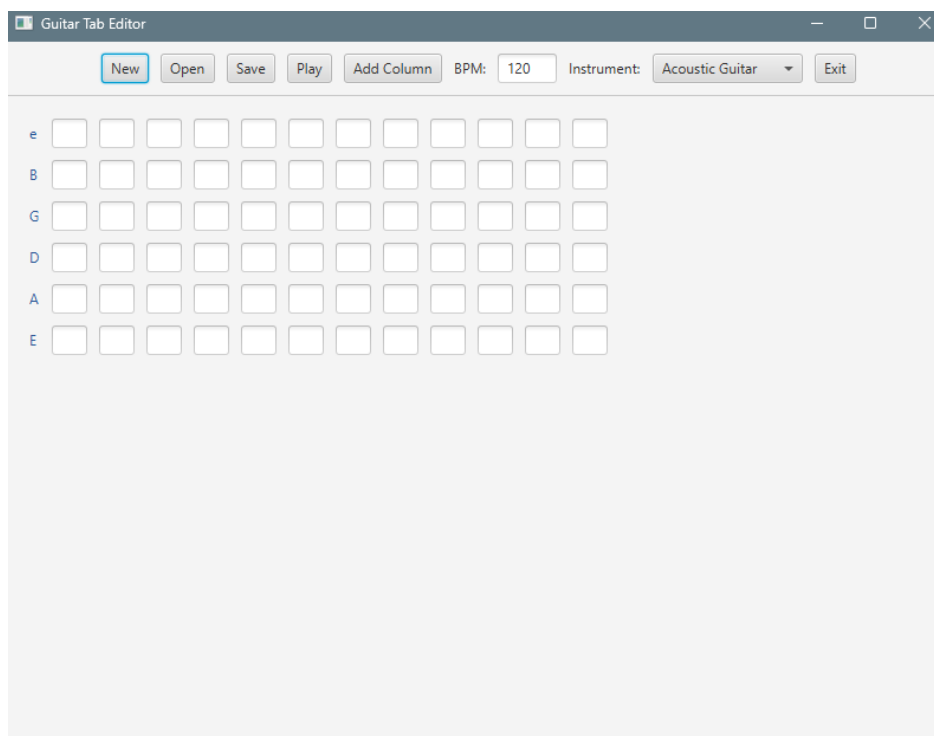 Guitar Tab Editor
New Open Save Play Add Column BPM: 120 Instrument: Acoustic Guitar Exit
e
B
G
D
A
E